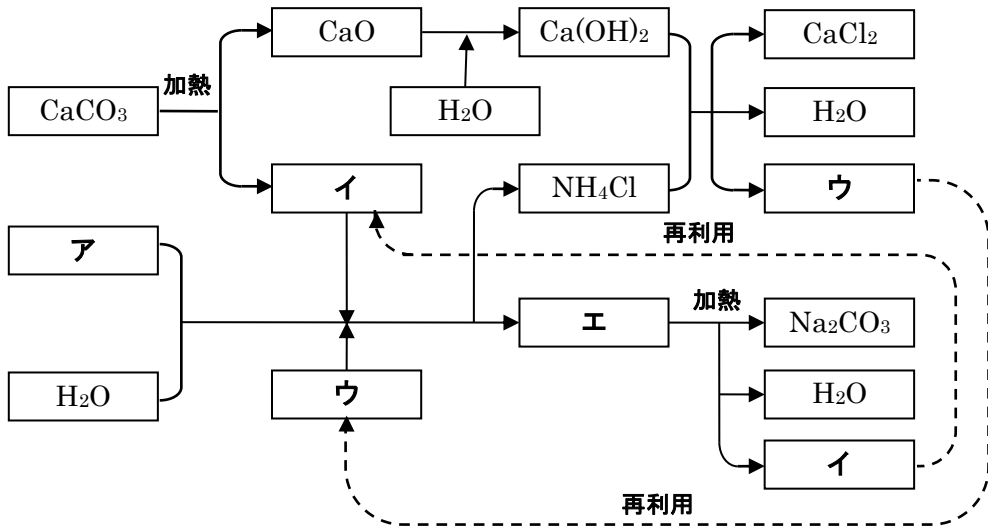 CaO
Ca(OH)₂
CaCl₂
加熱
CaCO₃
H₂O
H₂O
イ
NH₄Cl
ウ
再利用
ア
加熱
エ
Na₂CO₃
H₂O
ウ
H₂O
イ
再利用